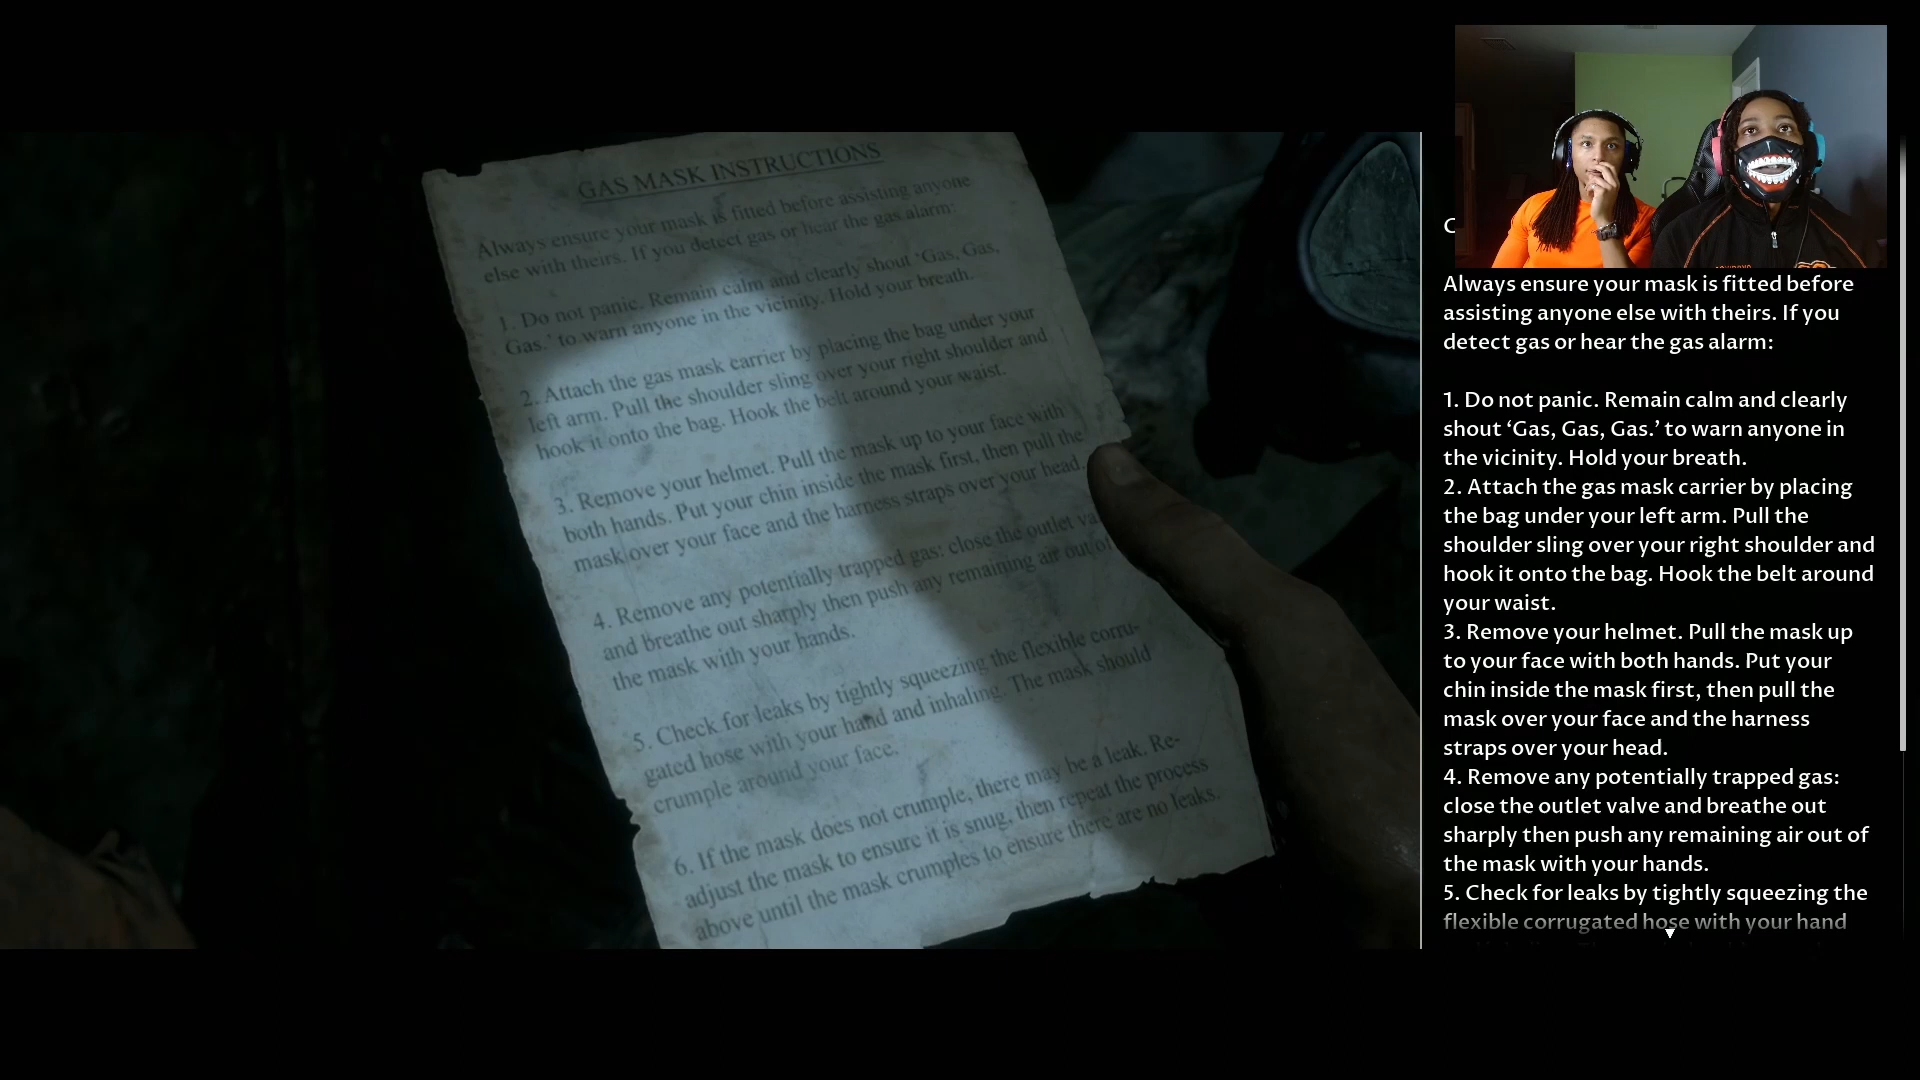 GAS MASK INSTRUCTIONS
Always ensure your mask is fitted before assisting anyone
else with theirs. If you detect gas or hear the gas alarm:
1. Do not panic. Remain calm and clearly shout ‘Gas, Gas,
Gas.’ to warn anyone in the vicinity. Hold your breath.
2. Attach the gas mask carrier by placing the bag under your
left arm. Pull the shoulder sling over your right shoulder and
hook it onto the bag. Hook the belt around your waist.
3. Remove your helmet. Pull the mask up to your face with
both hands. Put your chin inside the mask first, then pull the
mask over your face and the harness straps over your head.
4. Remove any potentially trapped gas: close the outlet va
and breathe out sharply then push any remaining air out of
the mask with your hands.
5. Check for leaks by tightly squeezing the flexible corru-
gated hose with your hand and inhaling. The mask should
crumple around your face.
6. If the mask does not crumple, there may be a leak. Re-
adjust the mask to ensure it is snug, then repeat the process
above until the mask crumples to ensure there are no leaks.
Always ensure your mask is fitted before
assisting anyone else with theirs. If you
detect gas or hear the gas alarm:
1. Do not panic. Remain calm and clearly
shout ‘Gas, Gas, Gas.’ to warn anyone in
the vicinity. Hold your breath.
2. Attach the gas mask carrier by placing
the bag under your left arm. Pull the
shoulder sling over your right shoulder and
hook it onto the bag. Hook the belt around
your waist.
3. Remove your helmet. Pull the mask up
to your face with both hands. Put your
chin inside the mask first, then pull the
mask over your face and the harness
straps over your head.
4. Remove any potentially trapped gas:
close the outlet valve and breathe out
sharply then push any remaining air out of
the mask with your hands.
5. Check for leaks by tightly squeezing the
flexible corrugated hose with your hand